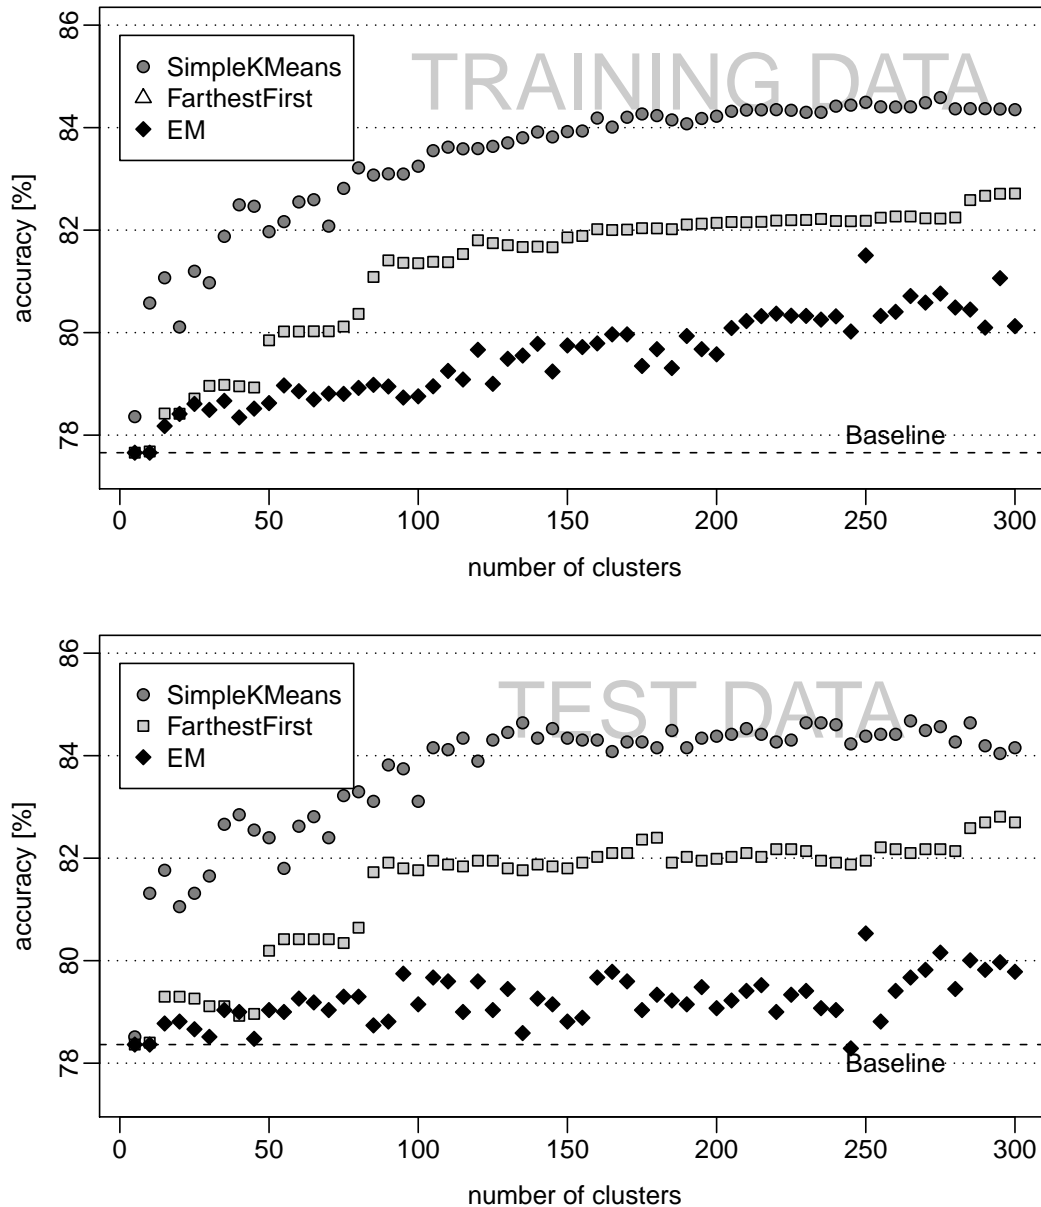 TRAINING DATA
SimpleKMeans
FarthestFirst
EM
86
84
82
80
78
accuracy [%]
Baseline
0 50 100 150 200 250 300
number of clusters
TEST DATA
SimpleKMeans
FarthestFirst
EM
86
84
82
80
78
accuracy [%]
Baseline
0 50 100 150 200 250 300
number of clusters